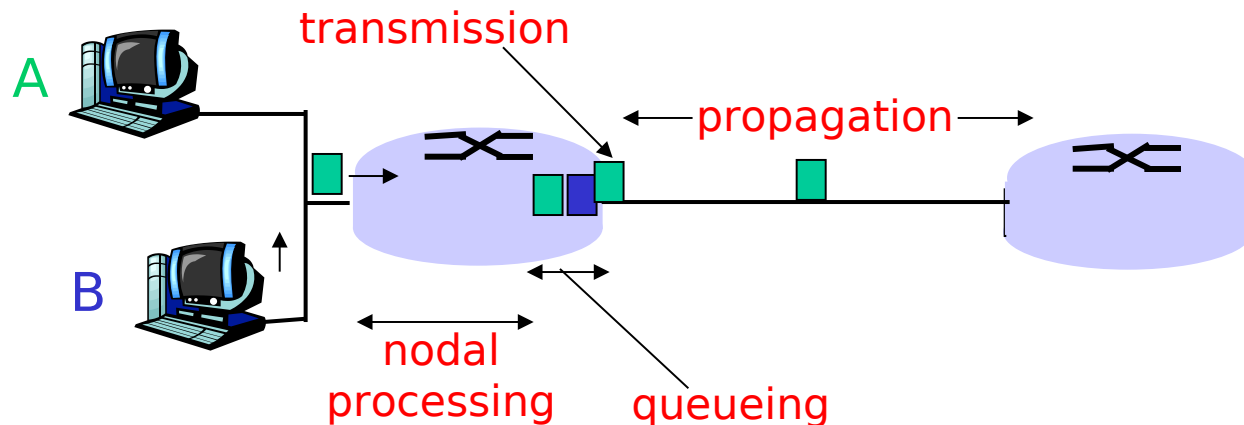 transmission
A
propagation
B
nodal
processing
queueing